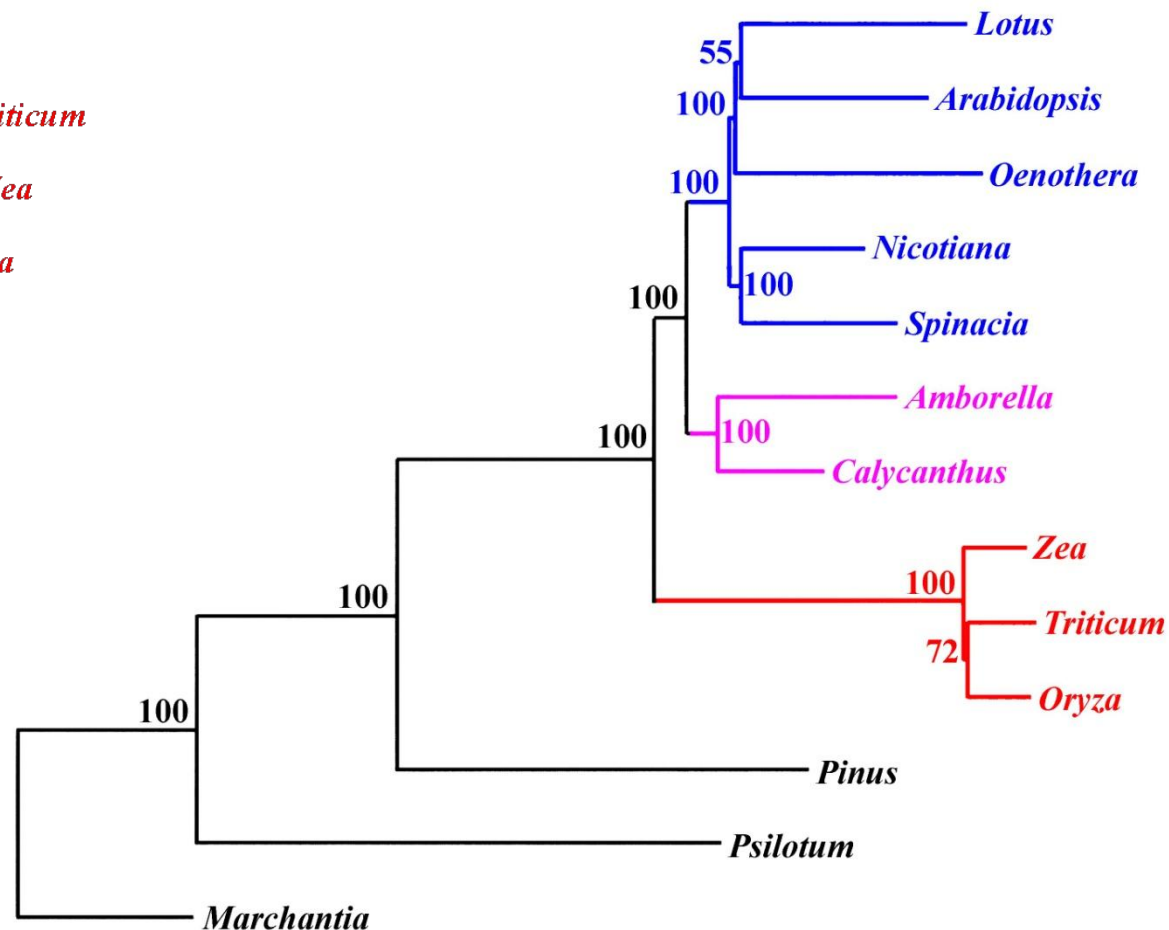 Lotus
55
Arabidopsis
100
Oenothera
100
Nicotiana
100
Spinacia
100
Amborella
100
100
Calycanthus
Zea
100
Triticum
72
Oryza
100
Pinus
100
Psilotum
Marchantia